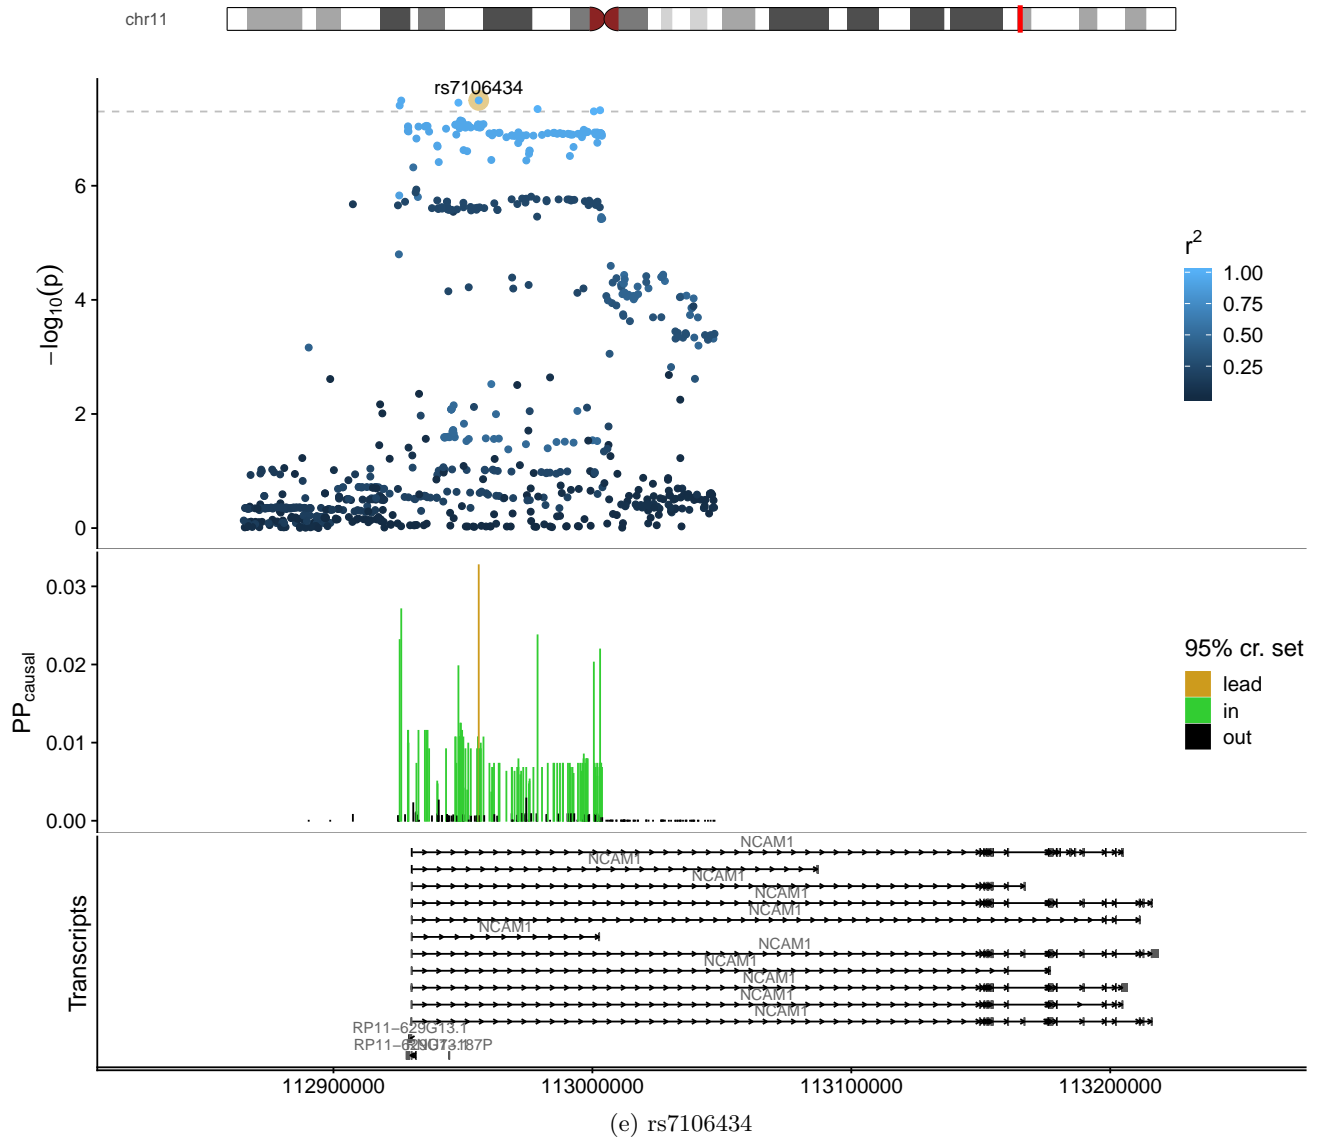 chr11
rs7106434
6
4
2
0
−log10(p)
r2
1.00
0.75
0.50
0.25
0.03
0.02
0.01
0.00
PPcausal
95% cr. set
lead
in
out
Transcripts
NCAM1
NCAM1
NCAM1
NCAM1
NCAM1
NCAM1
NCAM1
NCAM1
NCAM1
NCAM1
NCAM1
RP11−629G13.1
112900000 113000000 113100000 113200000
(e) rs7106434